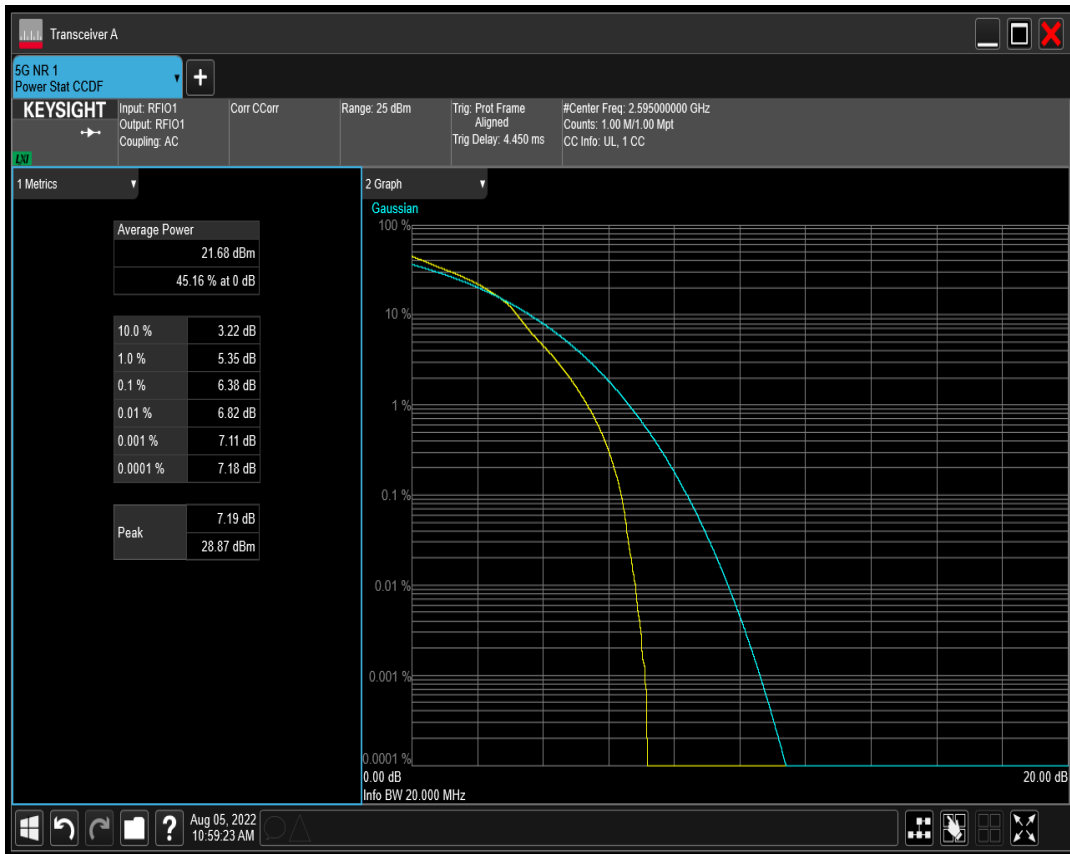 Transceiver A
5G NR 1
Power Stat CCDF
+
KEYSIGHT
LXI
Input: RFIO1
Output: RFIO1
Coupling: AC
Corr CCorr
Range: 25 dBm
Trig: Prot Frame
Aligned
Trig Delay: 4.450 ms
#Center Freq: 2.595000000 GHz
Counts: 1.00 M/1.00 Mpt
CC Info: UL, 1 CC
1 Metrics
Average Power
21.68 dBm
45.16 % at 0 dB
10.0 % 3.22 dB
1.0 % 5.35 dB
0.1 % 6.38 dB
0.01 % 6.82 dB
0.001 % 7.11 dB
0.0001 % 7.18 dB
Peak 7.19 dB
28.87 dBm
2 Graph
Gaussian
100 %
10 %
1 %
0.1 %
0.01 %
0.001 %
0.0001 %
0.00 dB 20.00 dB
Info BW 20.000 MHz
?
Aug 05, 2022
10:59:23 AM